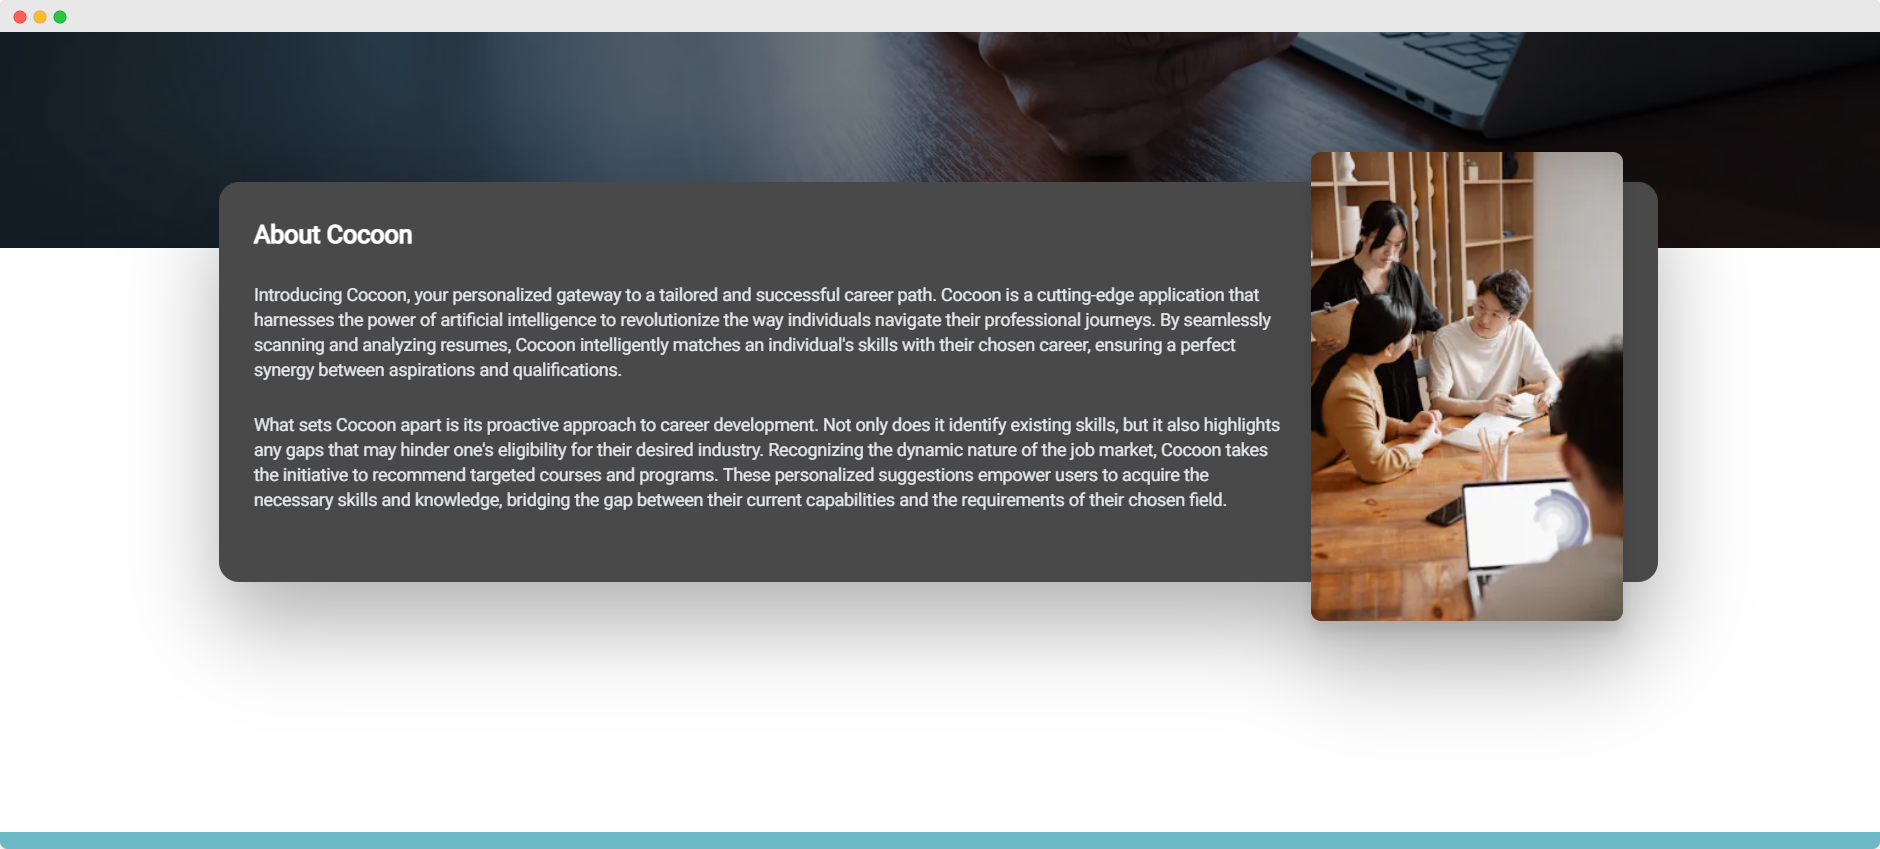 About Cocoon
Introducing Cocoon, your personalized gateway to a tailored and successful career path. Cocoon is a cutting-edge application that
harnesses the power of artificial intelligence to revolutionize the way individuals navigate their professional journeys. By seamlessly
scanning and analyzing resumes, Cocoon intelligently matches an individual's skills with their chosen career, ensuring a perfect
synergy between aspirations and qualifications.
What sets Cocoon apart is its proactive approach to career development. Not only does it identify existing skills, but it also highlights
any gaps that may hinder one's eligibility for their desired industry. Recognizing the dynamic nature of the job market, Cocoon takes
the initiative to recommend targeted courses and programs. These personalized suggestions empower users to acquire the
necessary skills and knowledge, bridging the gap between their current capabilities and the requirements of their chosen field.